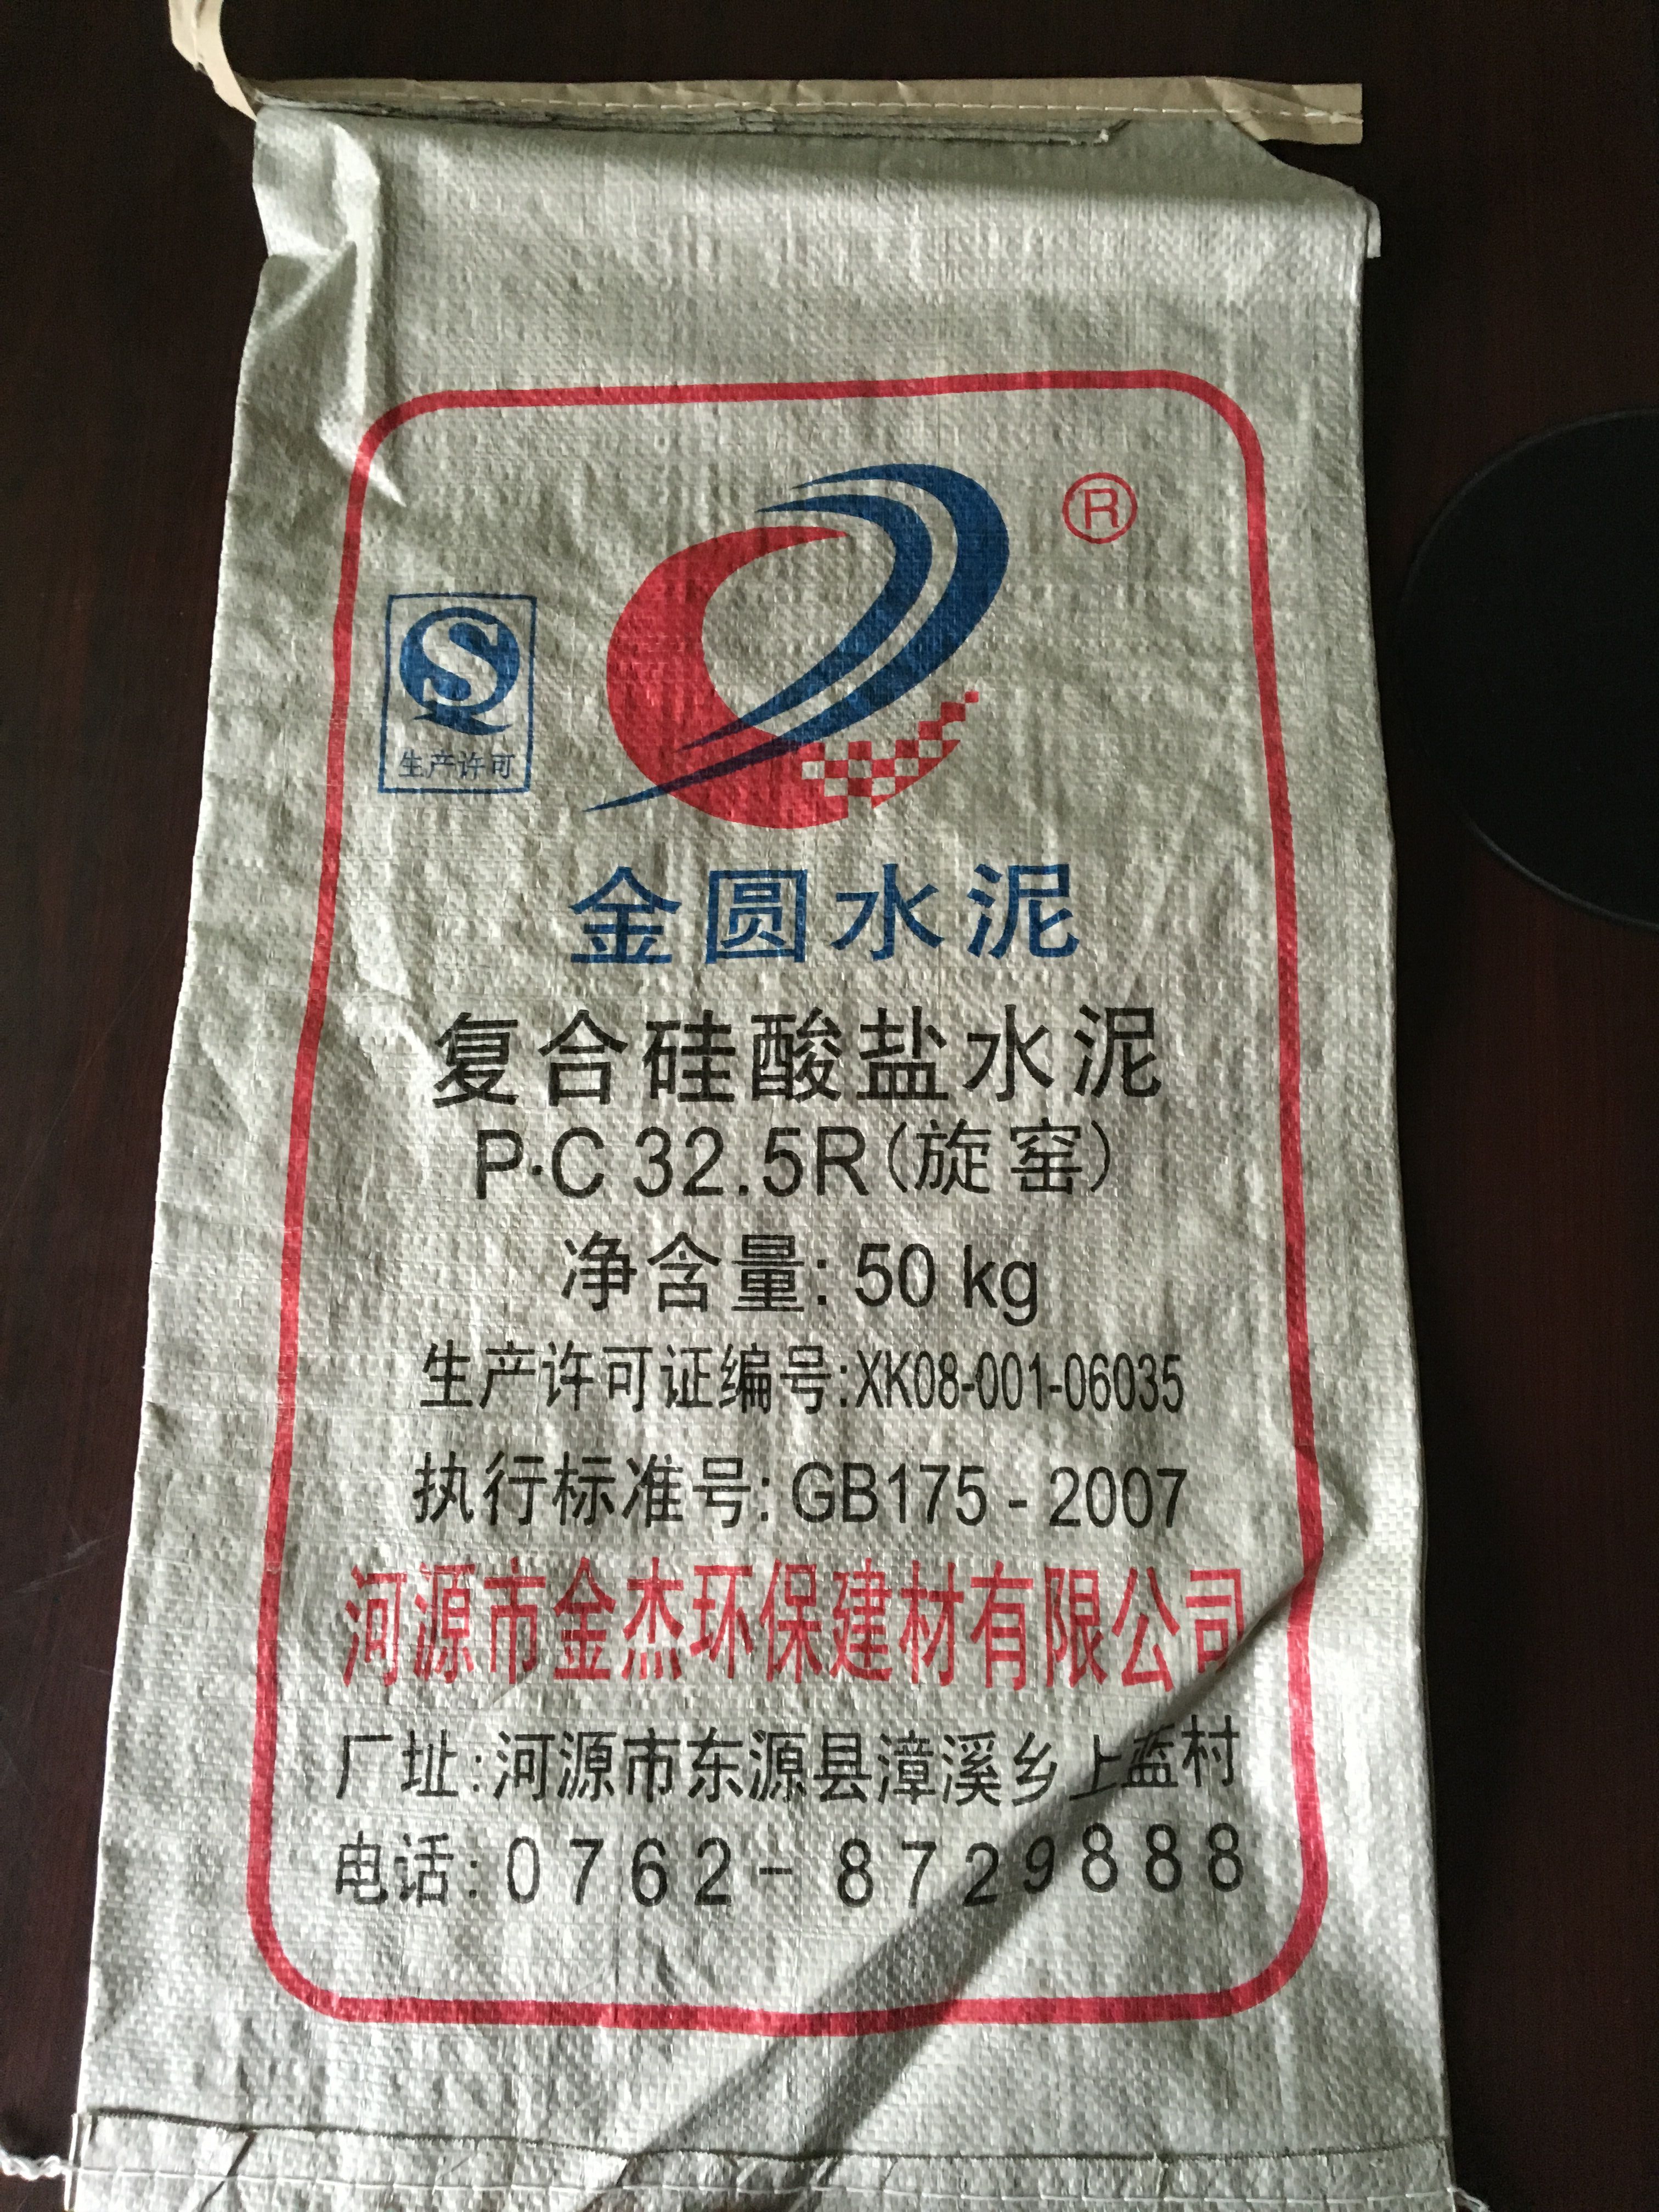 ®
QS
生产许可
金圆水泥
复合硅酸盐水泥
P·C 32.5R(旋窑)
净含量: 50 kg
生产许可证编号:XK08-001-06035
执行标准号: GB175-2007
河源市金杰环保建材有限公司
厂址:河源市东源县漳溪乡上蓝村
电话:0762-8729888